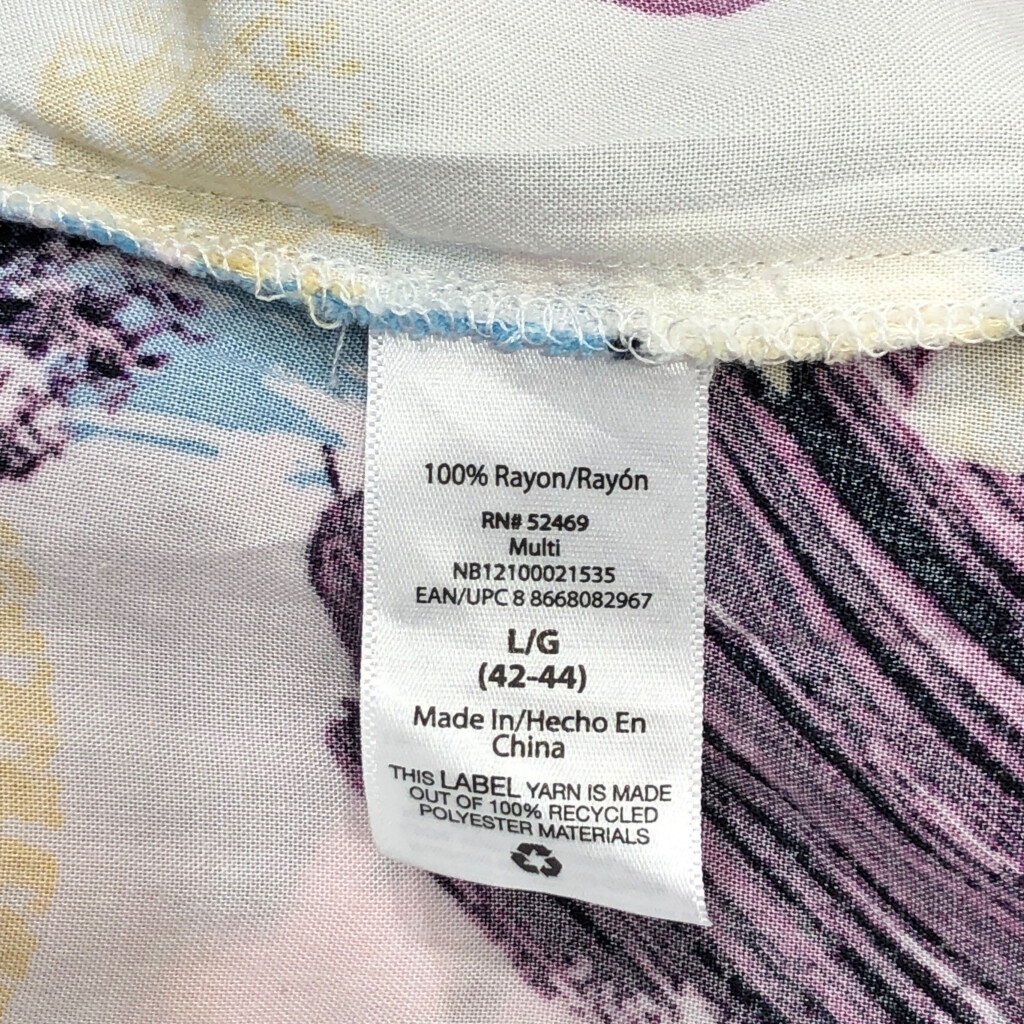 100% Rayon/Rayón
RN# 52469
Multi
NB12100021535
EAN/UPC 8 8668082967
L/G
(42-44)
Made In/Hecho En
China
THIS LABEL YARN IS MADE
OUT OF 100% RECYCLED
POLYESTER MATERIALS